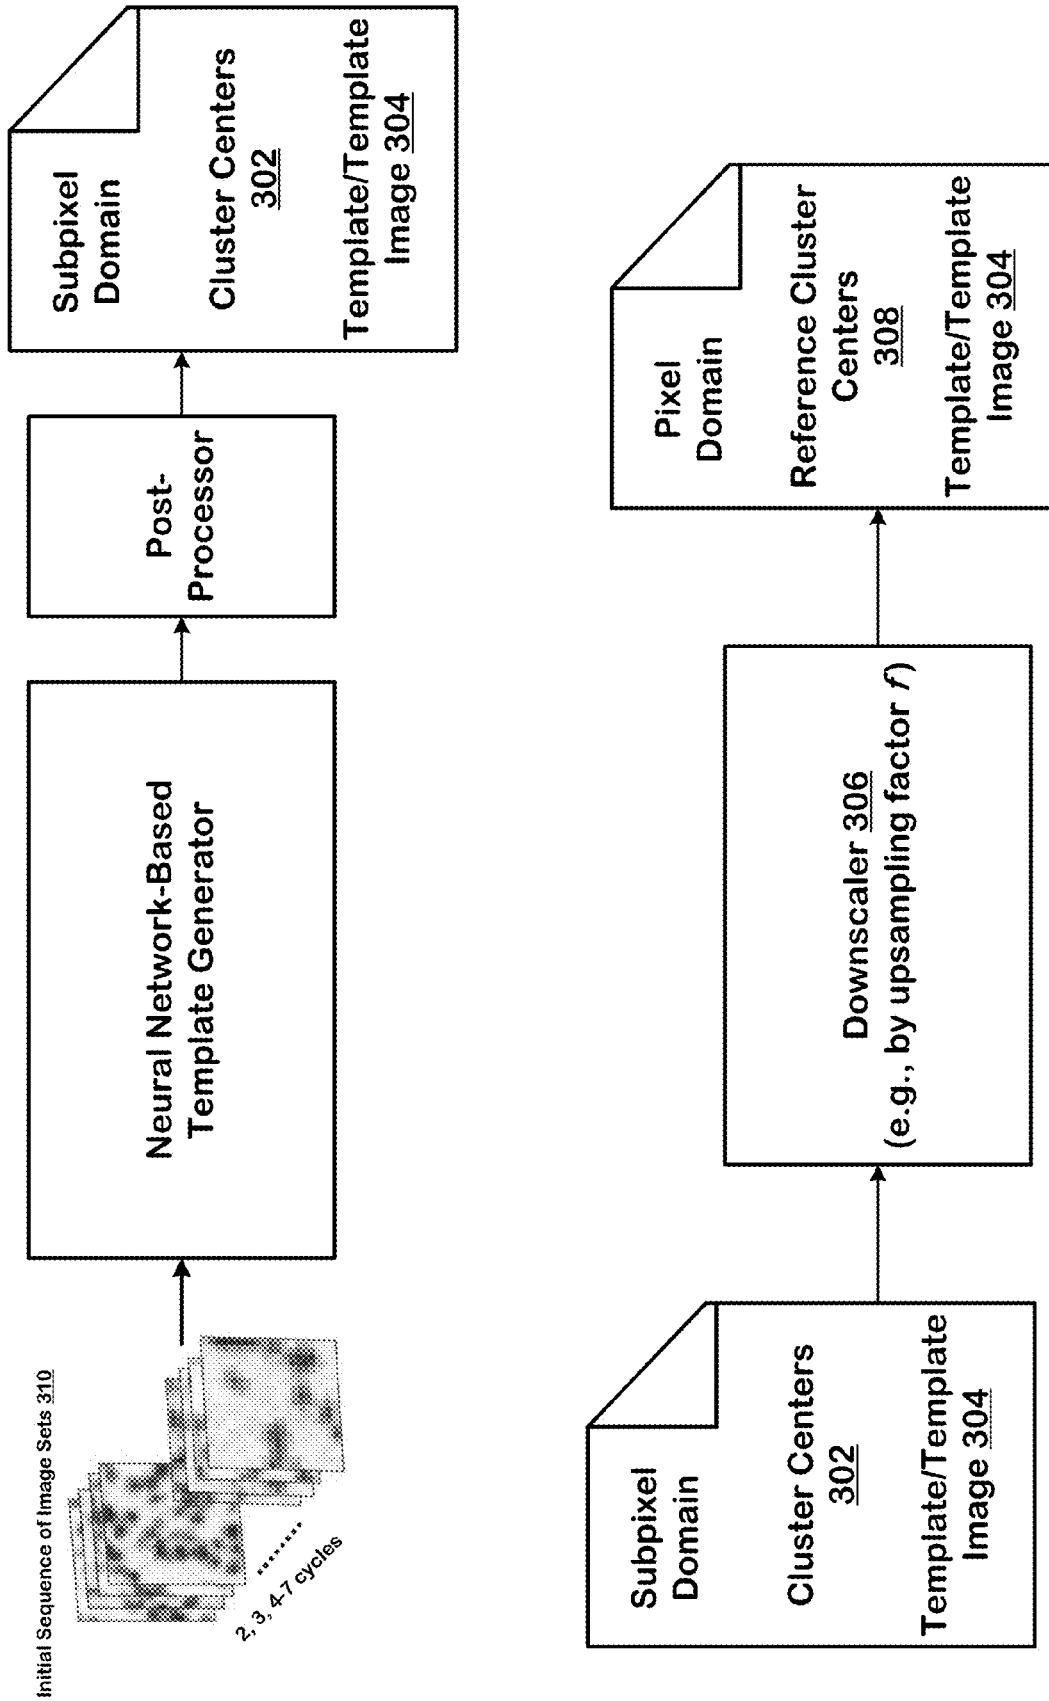 Initial Sequence of Image Sets 310
2, 3, 4-7 cycles
Neural Network-Based
Template Generator
Post-
Processor
Subpixel
Domain
Cluster Centers
302
Template/Template
Image 304
Subpixel
Domain
Cluster Centers
302
Template/Template
Image 304
Downscaler 306
(e.g., by upsampling factor f)
Pixel
Domain
Reference Cluster
Centers
308
Template/Template
Image 304